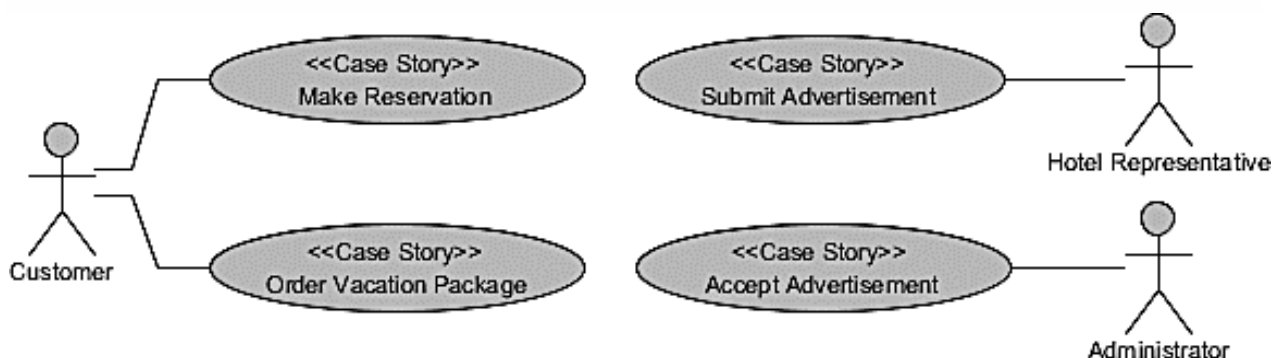 <<Case Story>>
Make Reservation
<<Case Story>>
Submit Advertisement
Hotel Representative
Customer
<<Case Story>>
Order Vacation Package
<<Case Story>>
Accept Advertisement
Administrator